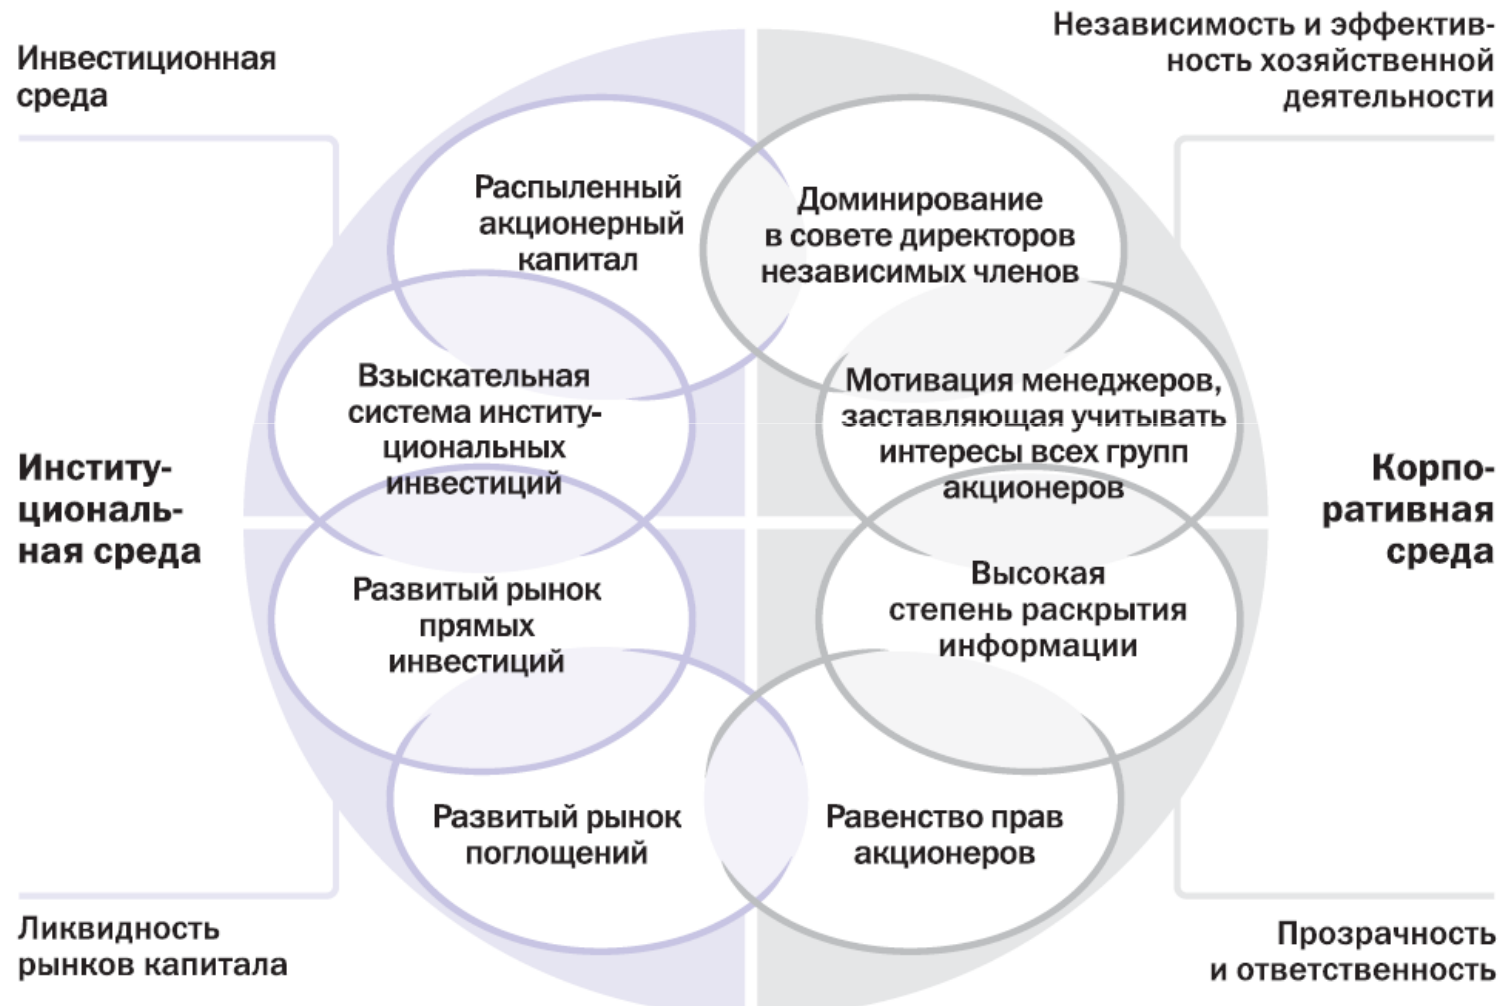 Инвестиционная
среда
Независимость и эффектив-
ность хозяйственной
деятельности
Распыленный
акционерный
капитал
Доминирование
в совете директоров
независимых членов
Взыскательная
система институ-
циональных
инвестиций
Мотивация менеджеров,
заставляющая учитывать
интересы всех групп
акционеров
Институ-
циональ-
ная среда
Корпо-
ративная
среда
Развитый рынок
прямых
инвестиций
Высокая
степень раскрытия
информации
Развитый рынок
поглощений
Равенство прав
акционеров
Ликвидность
рынков капитала
Прозрачность
и ответственность